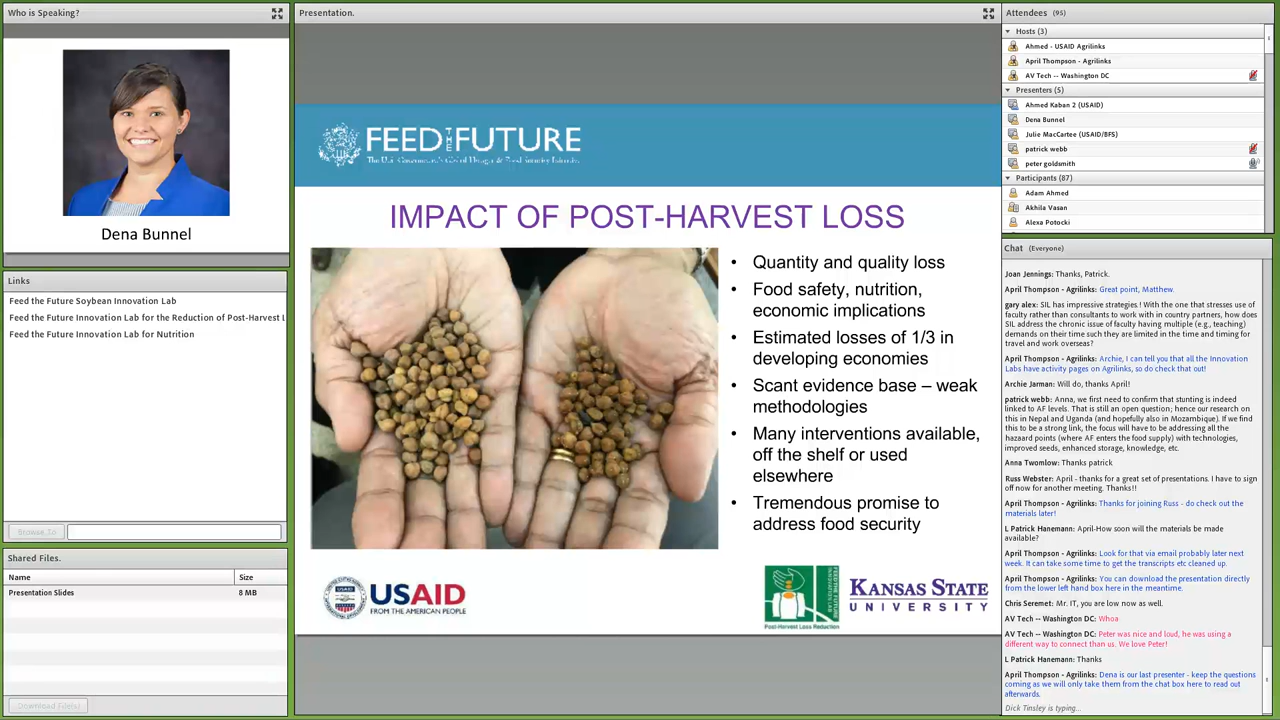 Who is Speaking?
Dena Bunnel
Links
Feed the Future Soybean Innovation Lab
Feed the Future Innovation Lab for the Reduction of Post-Harvest L
Feed the Future Innovation Lab for Nutrition
Browse To
Shared Files.
Name Size
Presentation Slides 8 MB
Download File(s)
Presentation.
FEED THE FUTURE
The U.S. Government's Global Hunger & Food Security Initiative
IMPACT OF POST-HARVEST LOSS
• Quantity and quality loss
• Food safety, nutrition,
economic implications
• Estimated losses of 1/3 in
developing economies
• Scant evidence base – weak
methodologies
• Many interventions available,
off the shelf or used
elsewhere
• Tremendous promise to
address food security
USAID
FROM THE AMERICAN PEOPLE
FEED THE FUTURE
INNOVATION LAB
Post-Harvest Loss Reduction
KANSAS STATE
UNIVERSITY
Attendees (95)
Hosts (3)
Ahmed - USAID Agrilinks
April Thompson - Agrilinks
AV Tech -- Washington DC
Presenters (5)
Ahmed Kaban 2 (USAID)
Dena Bunnel
Julie MacCartee (USAID/BFS)
patrick webb
peter goldsmith
Participants (87)
Adam Ahmed
Akhila Vasan
Alexa Potocki
Chat (Everyone)
Joan Jennings: Thanks, Patrick.
April Thompson - Agrilinks: Great point, Matthew.
gary alex: SIL has impressive strategies.! With the one that stresses use of
faculty rather than consultants to work with in country partners, how does
SIL address the chronic issue of faculty having multiple (e.g., teaching)
demands on their time such they are limited in the time and timing for
travel and work overseas?
April Thompson - Agrilinks: Archie, I can tell you that all the Innovation
Labs have activity pages on Agrilinks, so do check that out!
Archie Jarman: Will do, thanks April!
patrick webb: Anna, we first need to confirm that stunting is indeed
linked to AF levels. That is still an open question; hence our research on
this in Nepal and Uganda (and hopefully also in Mozambique). If we find
this to be a strong link, the focus will have to be addressing all the
hazaard points (where AF enters the food supply) with technologies,
improved seeds, enhanced storage, knowledge, etc.
Anna Twomlow: Thanks patrick
Russ Webster: April - thanks for a great set of presentations. I have to sign
off now for another meeting. Thanks!!
April Thompson - Agrilinks: Thanks for joining Russ - do check out the
materials later!
L Patrick Hanemann: April-How soon will the materials be made
available?
April Thompson - Agrilinks: Look for that via email probably later next
week. It can take some time to get the transcripts etc cleaned up.
April Thompson - Agrilinks: You can download the presentation directly
from the lower left hand box here in the meantime.
Chris Seremet: Mr. IT, you are low now as well.
AV Tech -- Washington DC: Whoa
AV Tech -- Washington DC: Peter was nice and loud, he was using a
different way to connect than us. We love Peter!
L Patrick Hanemann: Thanks
April Thompson - Agrilinks: Dena is our last presenter - keep the questions
coming as we will only take them from the chat box here to read out
afterwards.
Dick Tinsley is typing...